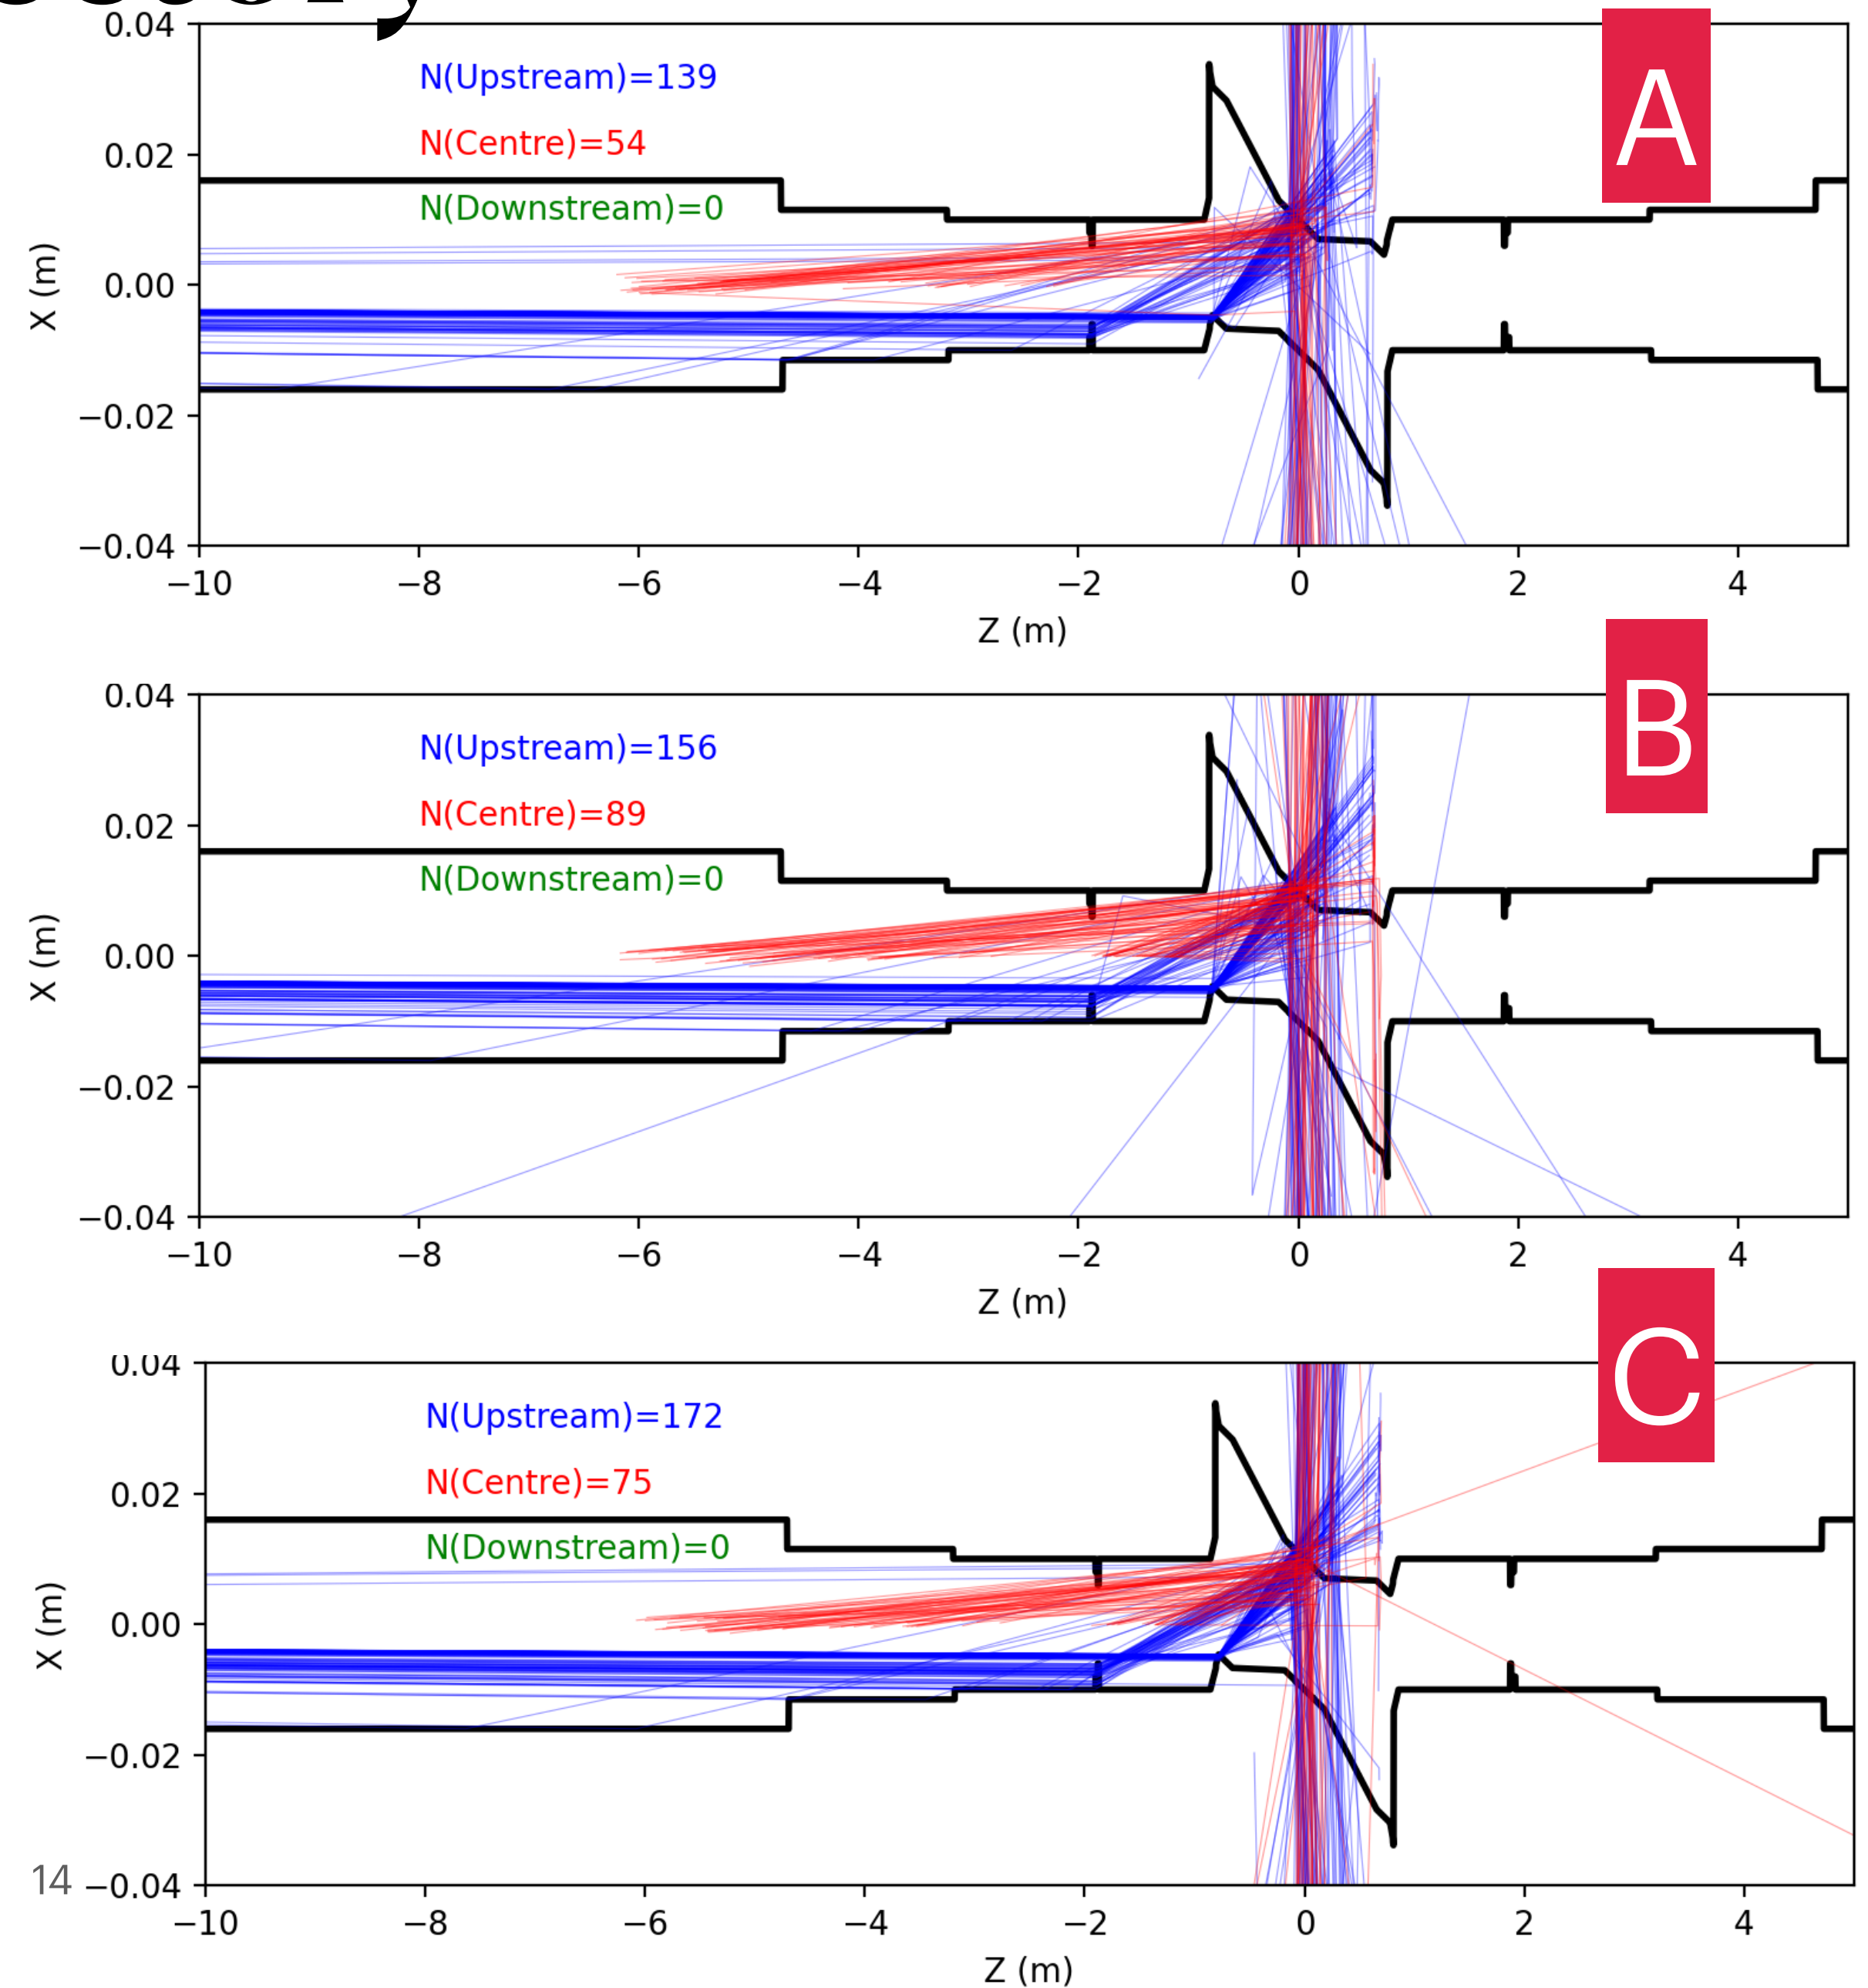 0.04
A
N(Upstream)=139
N(Centre)=54
0.02
N(Downstream)=0
0.00
X (m)
−0.02
−0.04
−10 −8 −6 −4 −2 0 2 4
Z (m)
B
0.04
N(Upstream)=156
N(Centre)=89
0.02
N(Downstream)=0
0.00
X (m)
−0.02
−0.04
−10 −8 −6 −4 −2 0 2 4
Z (m)
C
0.04
N(Upstream)=172
N(Centre)=75
0.02
N(Downstream)=0
0.00
X (m)
−0.02
14
−0.04
−10 −8 −6 −4 −2 0 2 4
Z (m)